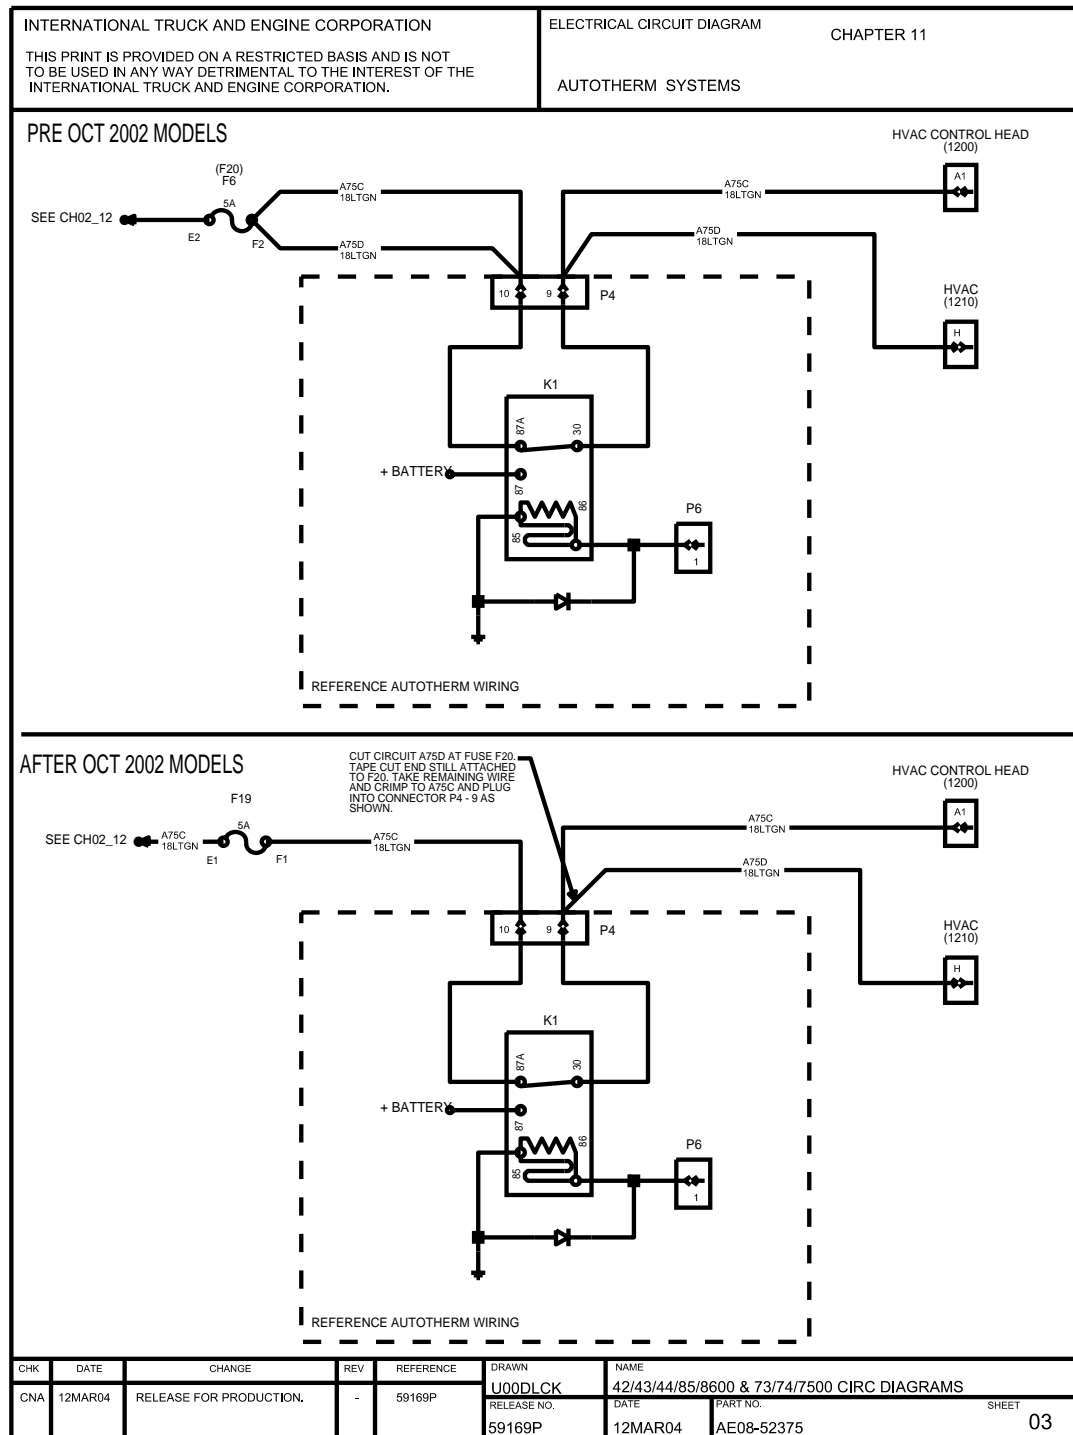 INTERNATIONAL TRUCK AND ENGINE CORPORATION
THIS PRINT IS PROVIDED ON A RESTRICTED BASIS AND IS NOT
TO BE USED IN ANY WAY DETRIMENTAL TO THE INTEREST OF THE
INTERNATIONAL TRUCK AND ENGINE CORPORATION.
ELECTRICAL CIRCUIT DIAGRAM
CHAPTER 11
AUTOTHERM SYSTEMS
PRE OCT 2002 MODELS
HVAC CONTROL HEAD
(1200)
A1
(F20)
F6
5A
SEE CH02_12
E2
F2
A75C
18LTGN
A75D
18LTGN
A75C
18LTGN
A75D
18LTGN
HVAC
(1210)
H
10
9
P4
K1
87A
30
+ BATTERY
87
86
85
P6
1
REFERENCE AUTOTHERM WIRING
AFTER OCT 2002 MODELS
CUT CIRCUIT A75D AT FUSE F20.
TAPE CUT END STILL ATTACHED
TO F20. TAKE REMAINING WIRE
AND CRIMP TO A75C AND PLUG
INTO CONNECTOR P4 - 9 AS
SHOWN.
HVAC CONTROL HEAD
(1200)
A1
F19
5A
SEE CH02_12
A75C
18LTGN
E1
F1
A75C
18LTGN
A75C
18LTGN
A75D
18LTGN
HVAC
(1210)
H
10
9
P4
K1
87A
30
+ BATTERY
87
86
85
P6
1
REFERENCE AUTOTHERM WIRING
CHK DATE CHANGE REV REFERENCE
CNA 12MAR04 RELEASE FOR PRODUCTION. - 59169P
DRAWN
U00DLCK
NAME
42/43/44/85/8600 & 73/74/7500 CIRC DIAGRAMS
RELEASE NO.
59169P
DATE
12MAR04
PART NO.
AE08-52375
SHEET
03